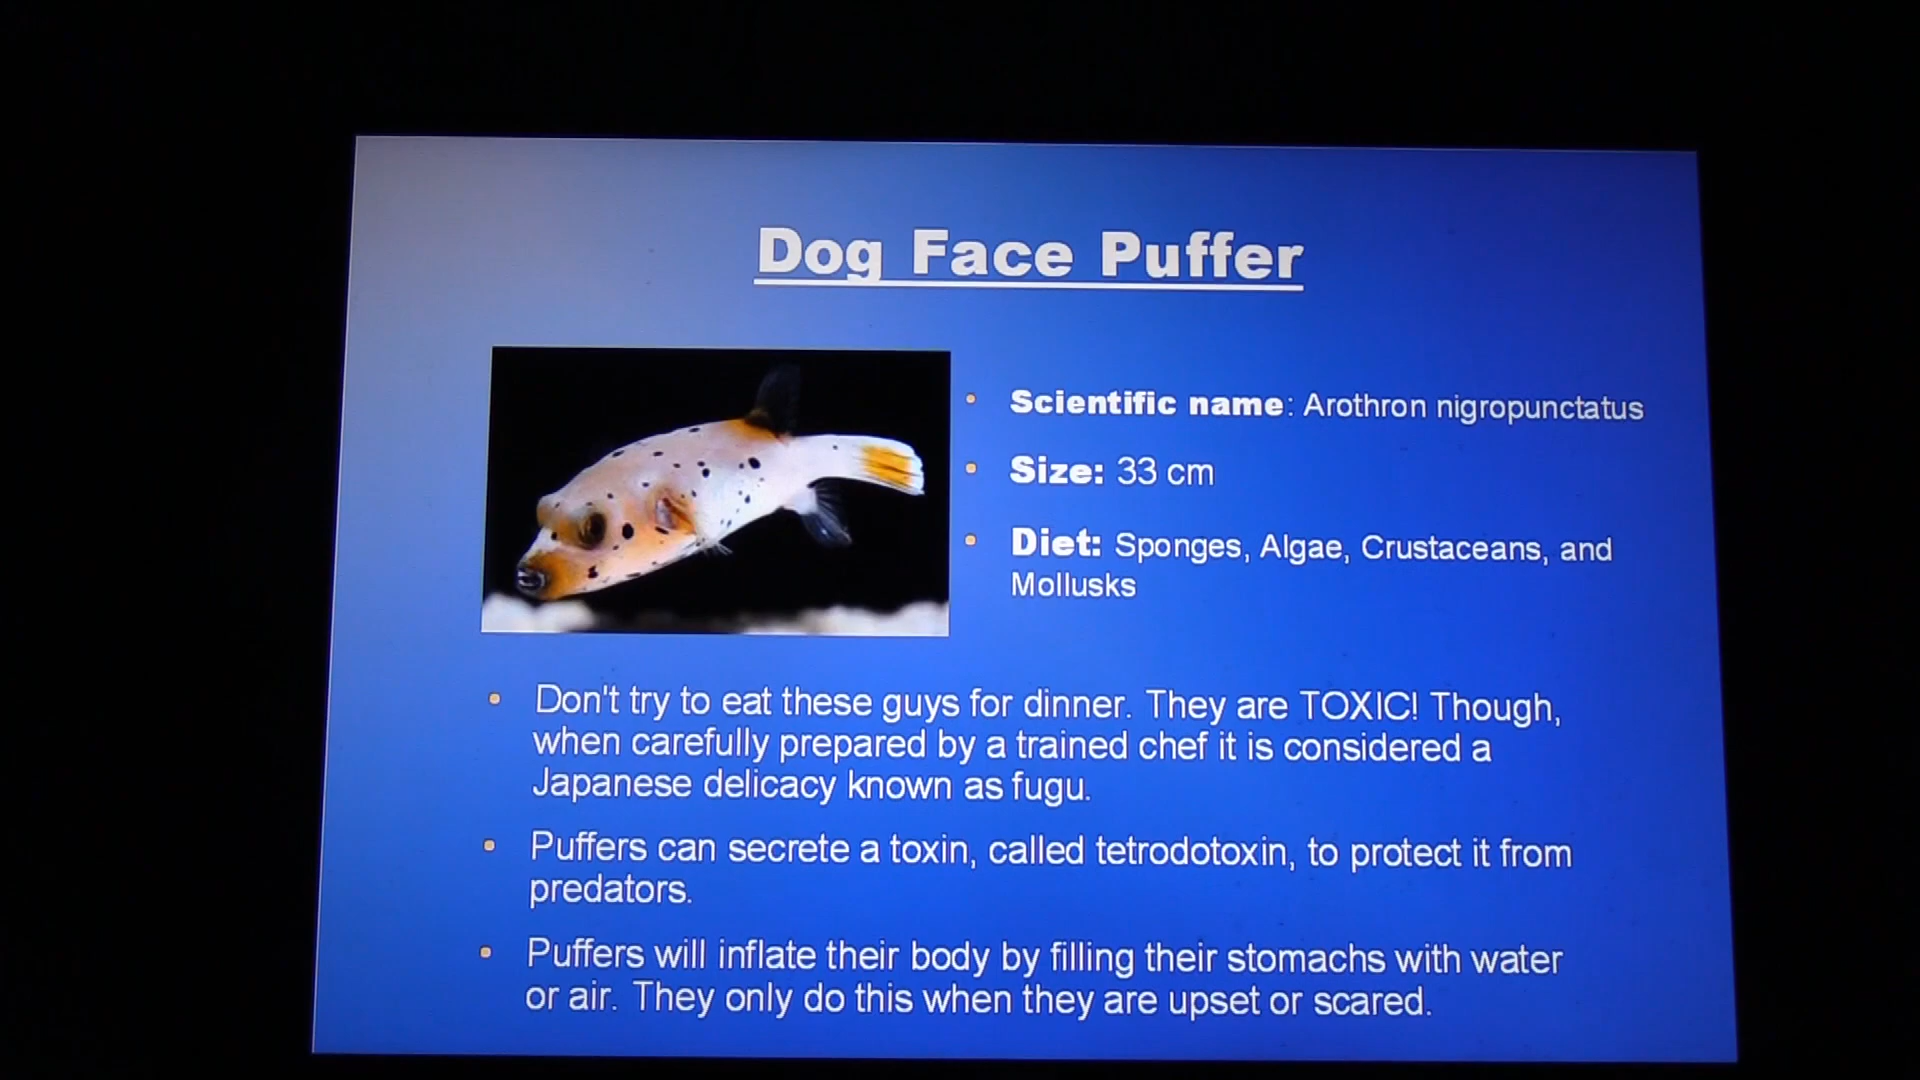 Dog Face Puffer
• Scientific name: Arothron nigropunctatus
• Size: 33 cm
• Diet: Sponges, Algae, Crustaceans, and
Mollusks
• Don't try to eat these guys for dinner. They are TOXIC! Though,
when carefully prepared by a trained chef it is considered a
Japanese delicacy known as fugu.
• Puffers can secrete a toxin, called tetrodotoxin, to protect it from
predators.
• Puffers will inflate their body by filling their stomachs with water
or air. They only do this when they are upset or scared.